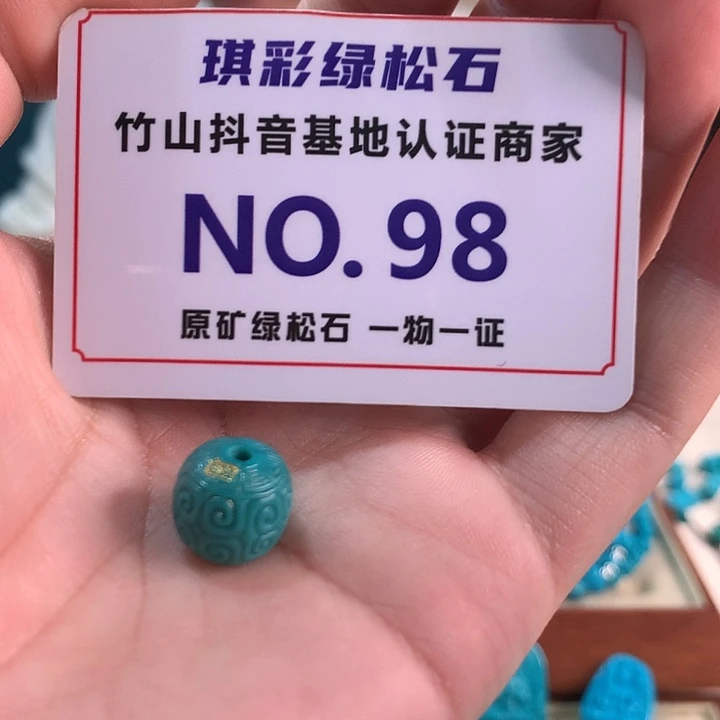 琪彩绿松石
竹山抖音基地认证商家
NO.98
原矿绿松石 一物一证